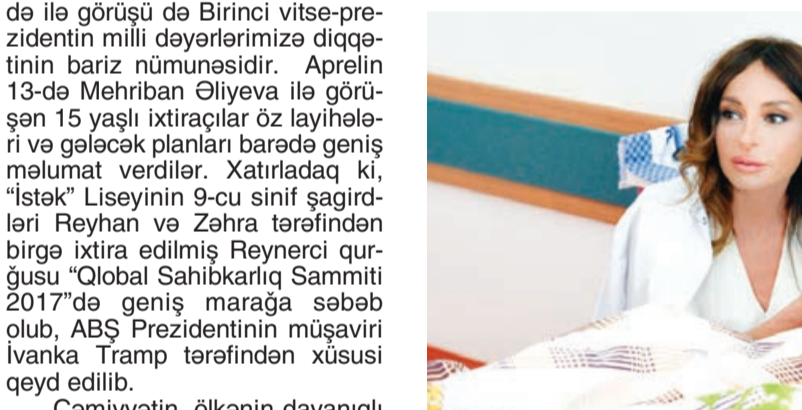 də ilə görüşü də Birinci vitse-pre-
zidentin milli dəyərlərimizə diqqə-
tinin bariz nümunəsidir. Aprelin
13-də Mehriban Əliyeva ilə görü-
şən 15 yaşlı ixtiraçılar öz layihələ-
ri və gələcək planları barədə geniş
məlumat verdilər. Xatırladaq ki,
“İstək” Liseyinin 9-cu sinif şagird-
ləri Reyhan və Zəhra tərəfindən
birgə ixtira edilmiş Reynerci qur-
ğusu “Qlobal Sahibkarlıq Sammiti
2017”də geniş marağa səbəb
olub, ABŞ Prezidentinin müşaviri
İvanka Tramp tərəfindən xüsusi
qeyd edilib.
Cəmiyyətin, ölkənin dayanıqlı